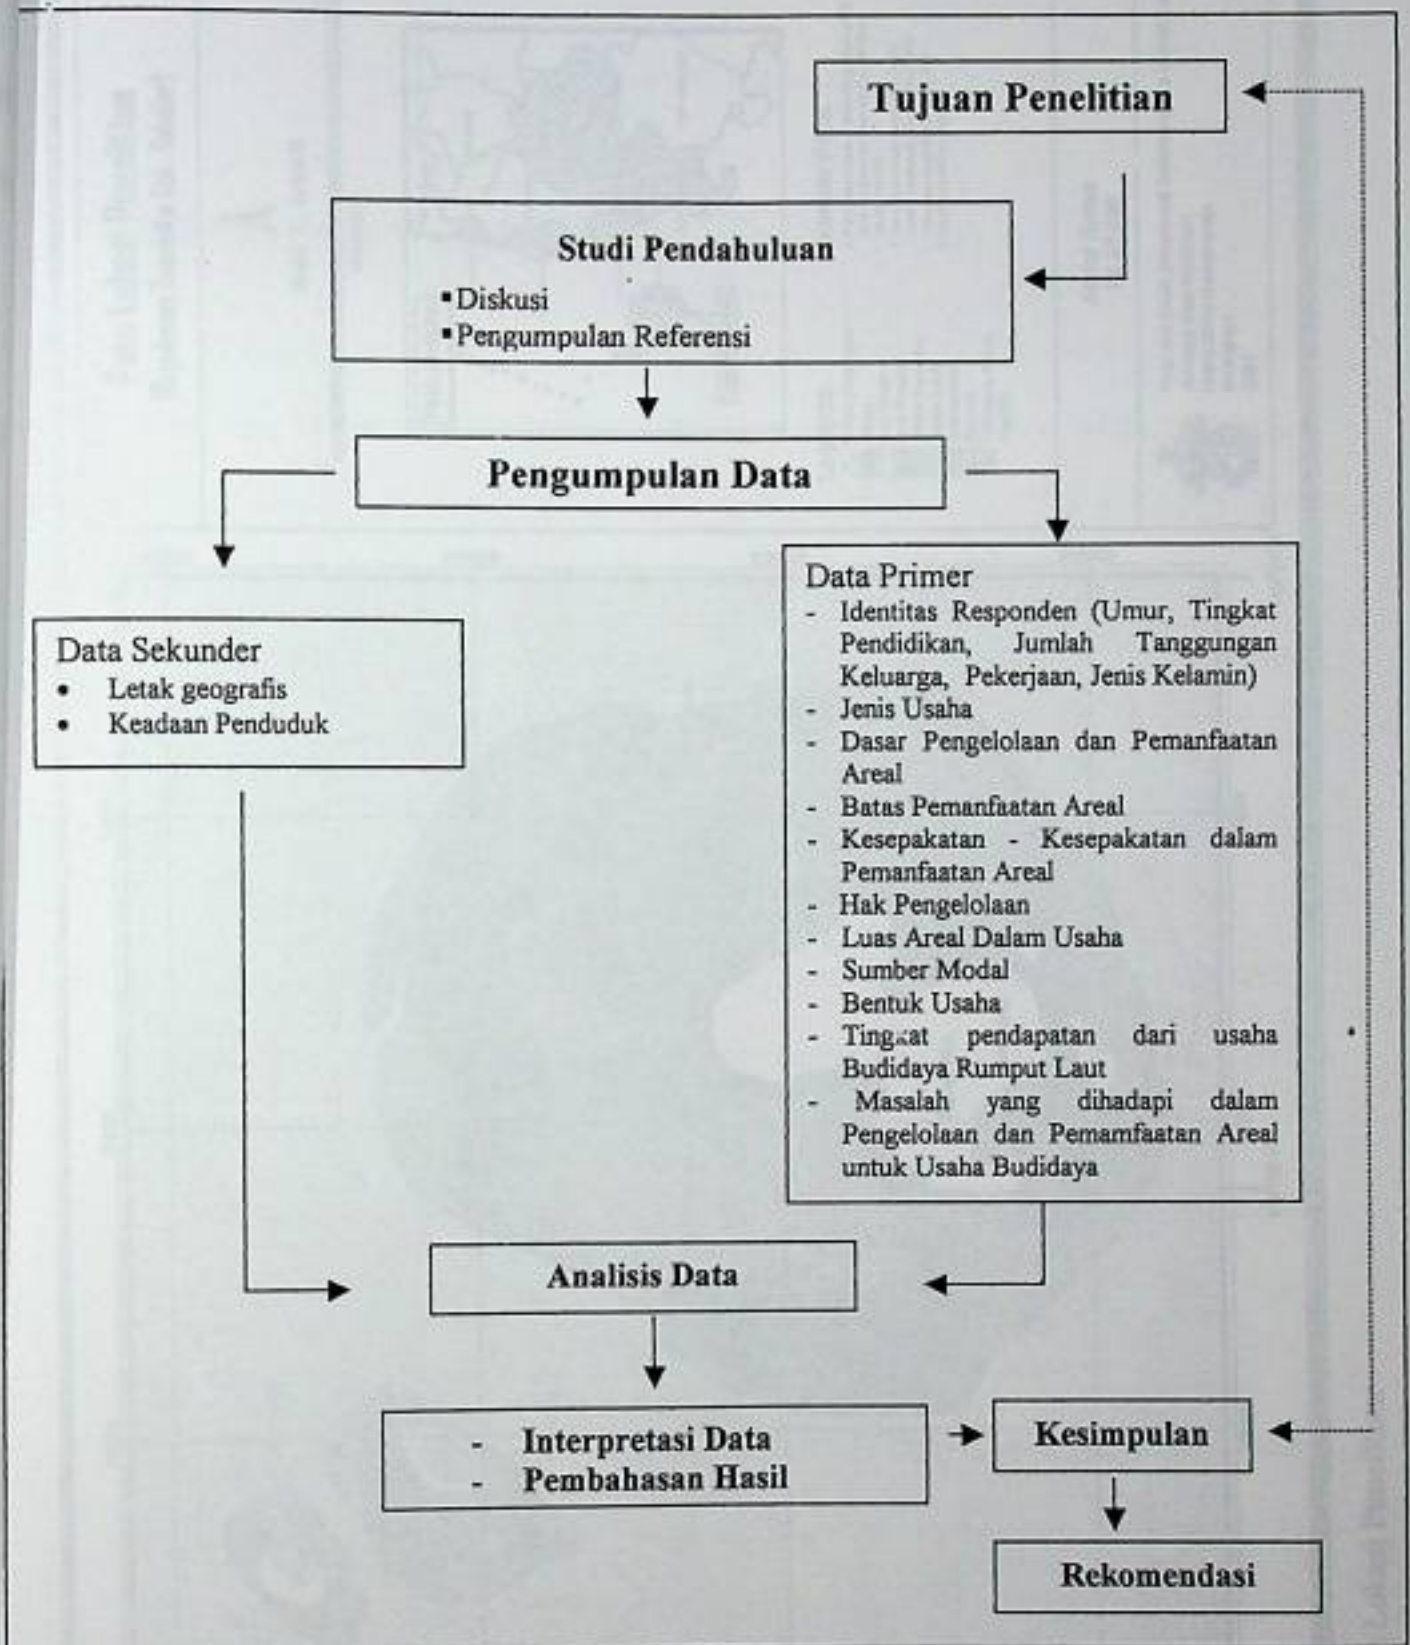 Tujuan Penelitian
Studi Pendahuluan
▪Diskusi
▪Pengumpulan Referensi
Pengumpulan Data
Data Sekunder
• Letak geografis
• Keadaan Penduduk
Data Primer
- Identitas Responden (Umur, Tingkat
Pendidikan, Jumlah Tanggungan
Keluarga, Pekerjaan, Jenis Kelamin)
- Jenis Usaha
- Dasar Pengelolaan dan Pemanfaatan
Areal
- Batas Pemanfaatan Areal
- Kesepakatan - Kesepakatan dalam
Pemanfaatan Areal
- Hak Pengelolaan
- Luas Areal Dalam Usaha
- Sumber Modal
- Bentuk Usaha
- Tingkat pendapatan dari usaha
Budidaya Rumput Laut
- Masalah yang dihadapi dalam
Pengelolaan dan Pemamfaatan Areal
untuk Usaha Budidaya
Analisis Data
- Interpretasi Data
- Pembahasan Hasil
Kesimpulan
Rekomendasi